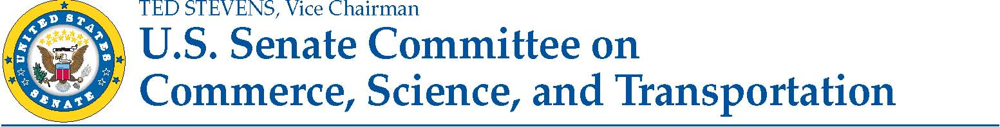 TED STEVENS, Vice Chairman
U.S. Senate Committee on
Commerce, Science, and Transportation
UNITED STATES
SENATE